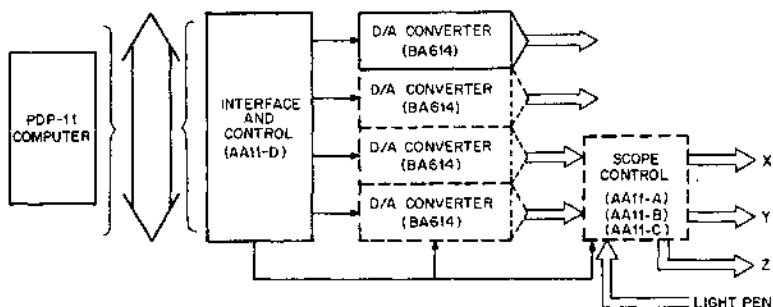 PDP-11
COMPUTER
INTERFACE
AND
CONTROL
(AA11-D)
D/A CONVERTER
(BA614)
D/A CONVERTER
(BA614)
D/A CONVERTER
(BA614)
D/A CONVERTER
(BA614)
SCOPE
CONTROL
(AA11-A)
(AA11-B)
(AA11-C)
X
Y
Z
LIGHT PEN